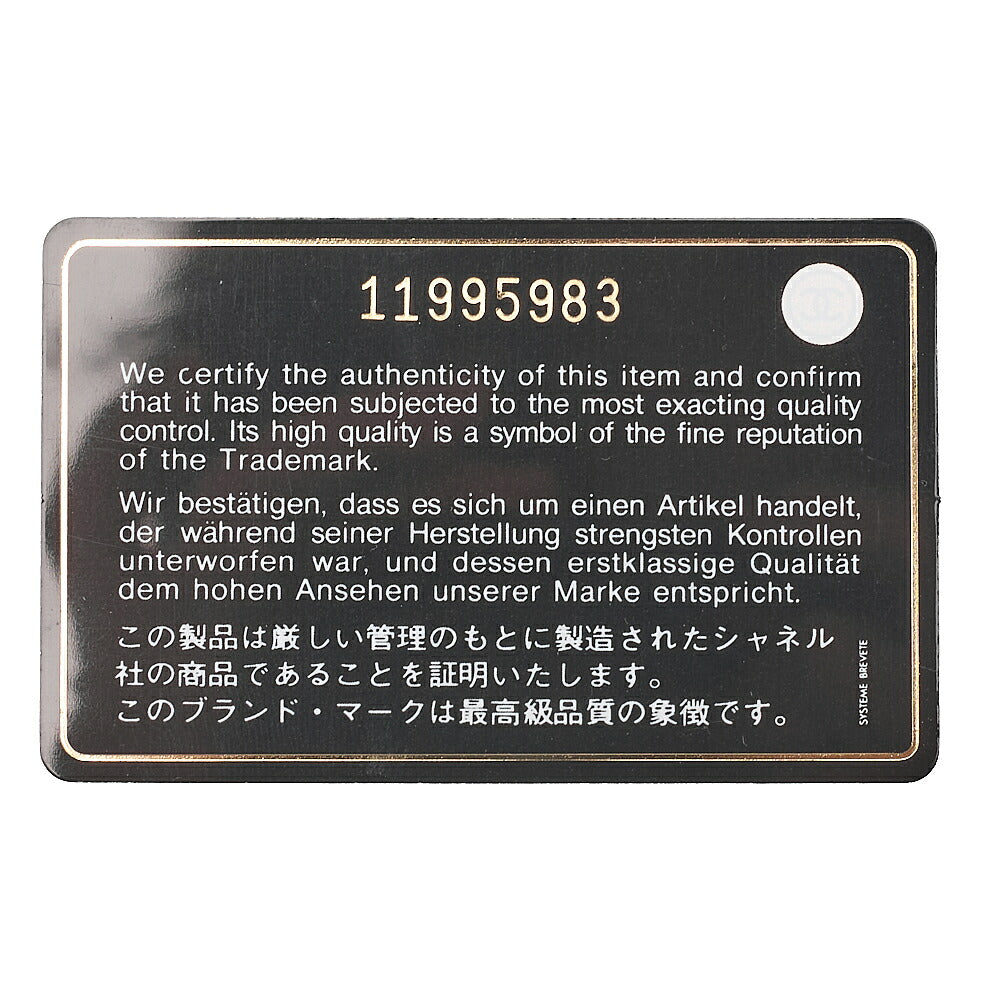 11995983
We certify the authenticity of this item and confirm
that it has been subjected to the most exacting quality
control. Its high quality is a symbol of the fine reputation
of the Trademark.
Wir bestätigen, dass es sich um einen Artikel handelt,
der während seiner Herstellung strengsten Kontrollen
unterworfen war, und dessen erstklassige Qualität
dem hohen Ansehen unserer Marke entspricht.
この製品は厳しい管理のもとに製造されたシャネル
社の商品であることを証明いたします。
このブランド・マークは最高級品質の象徴です。
SYSTEME BREVETE